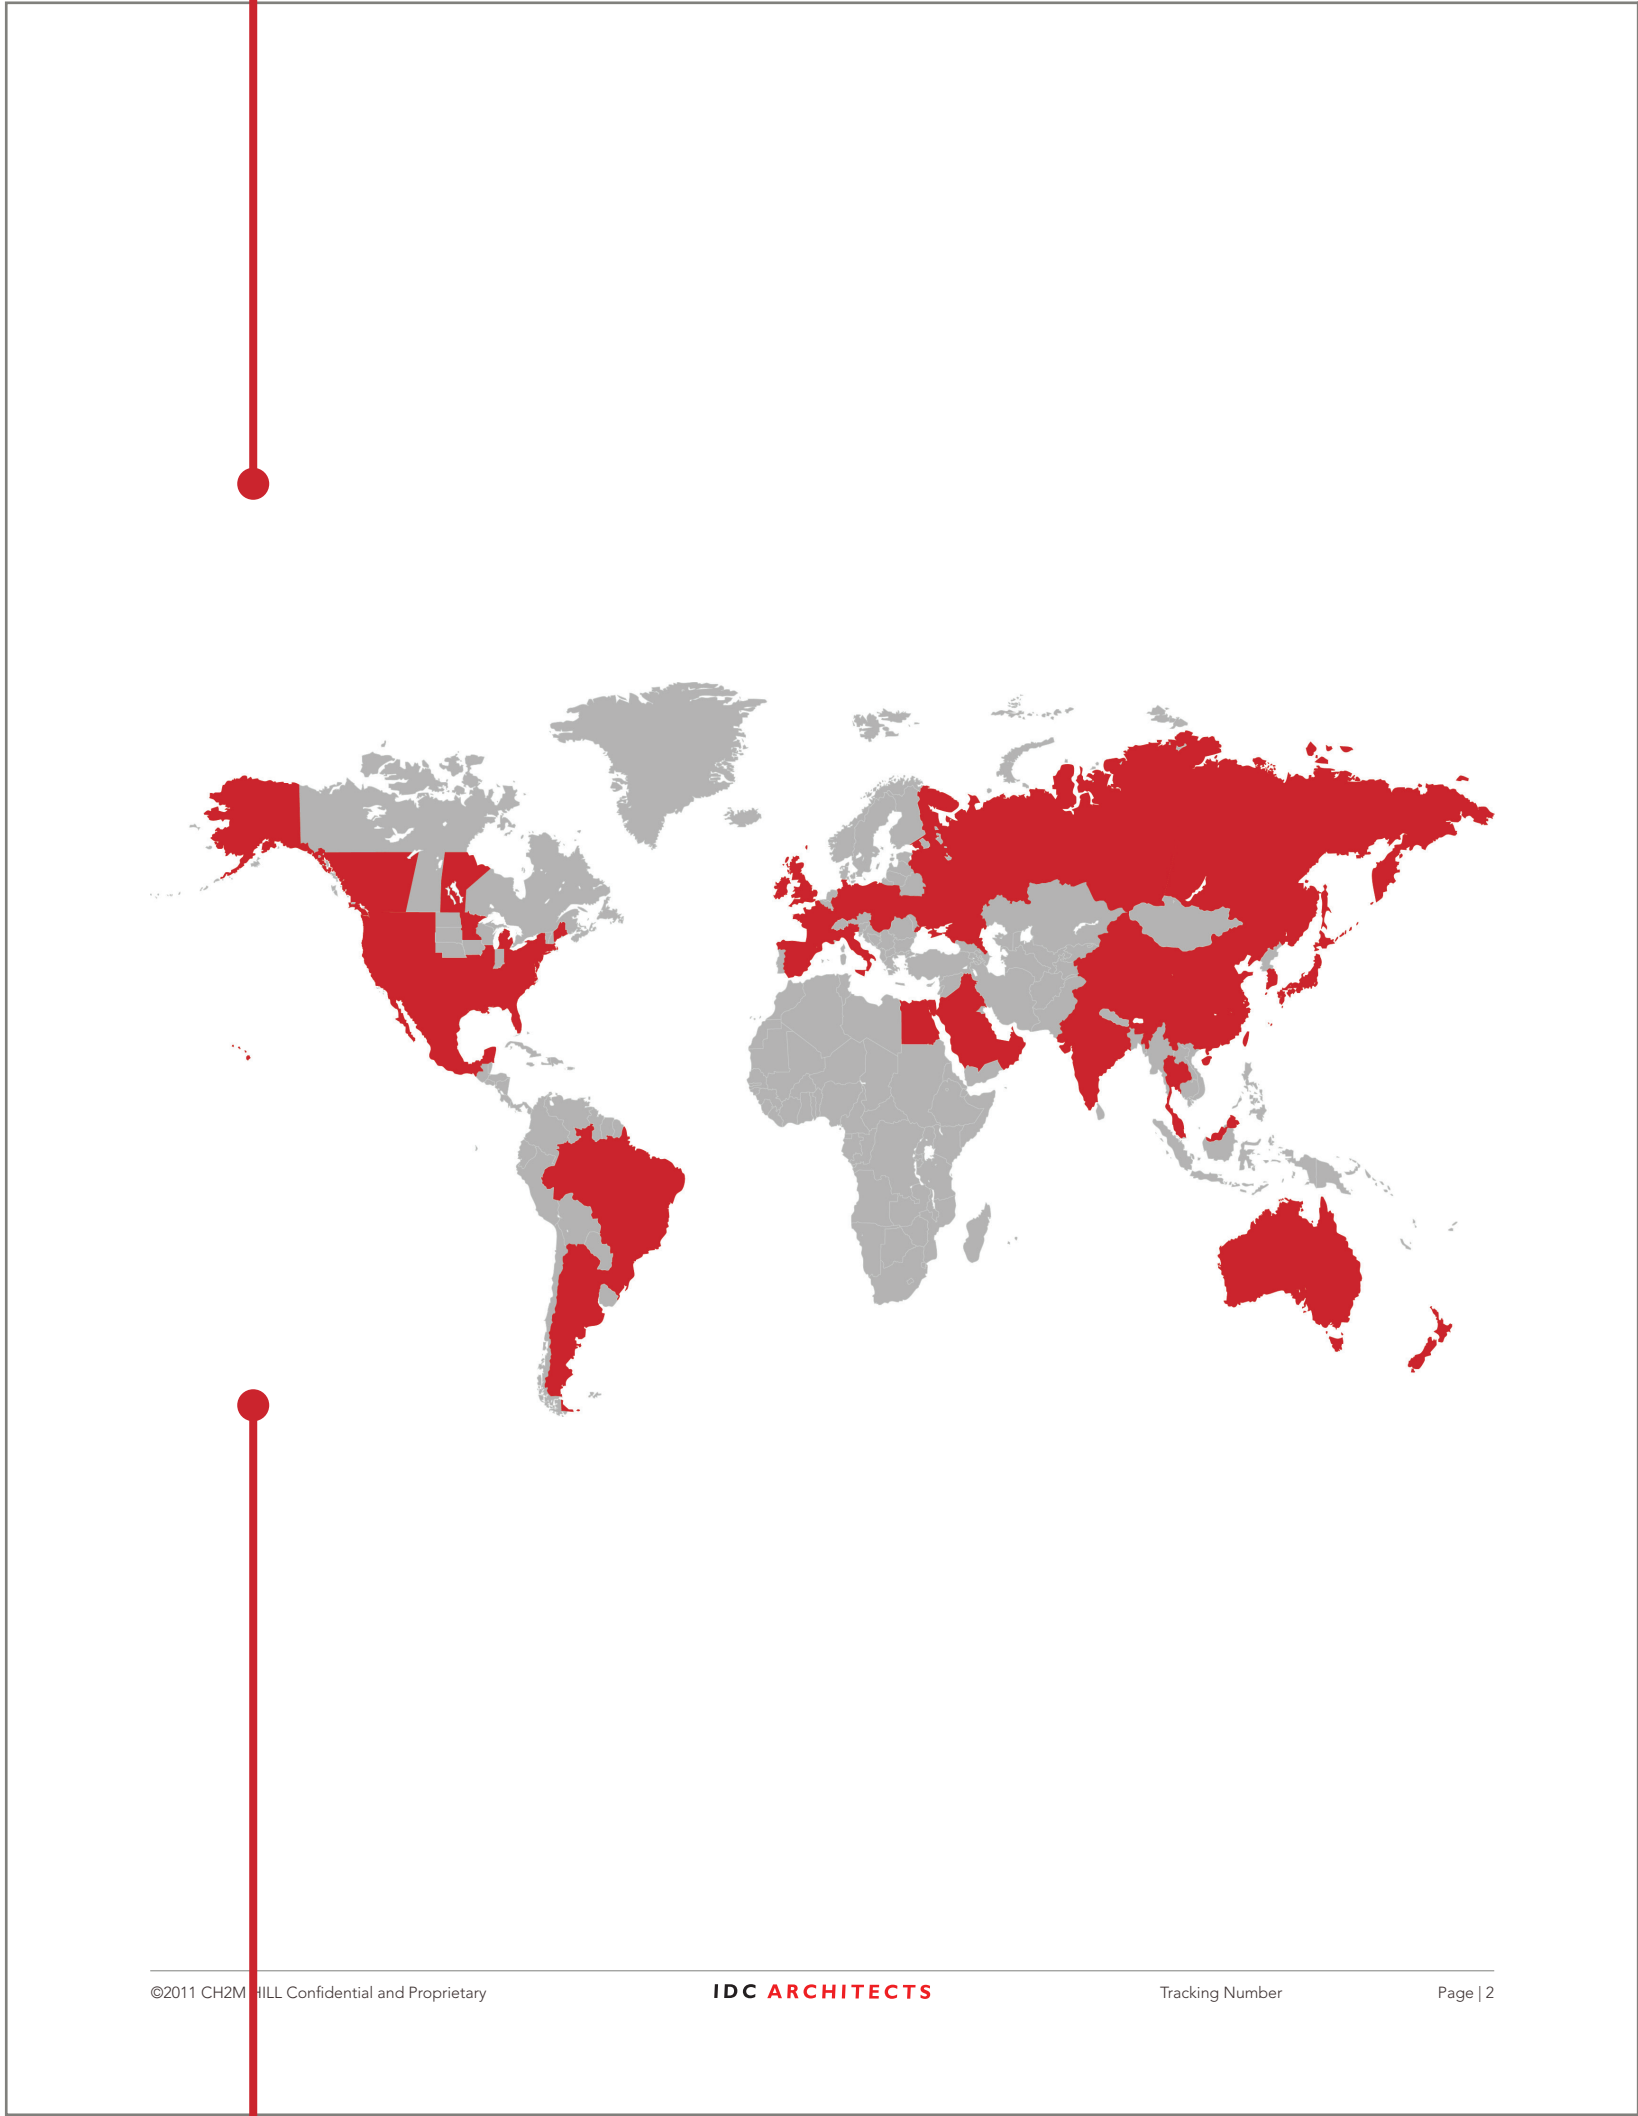 ©2011 CH2M HILL Confidential and Proprietary IDC ARCHITECTS Tracking Number Page | 2